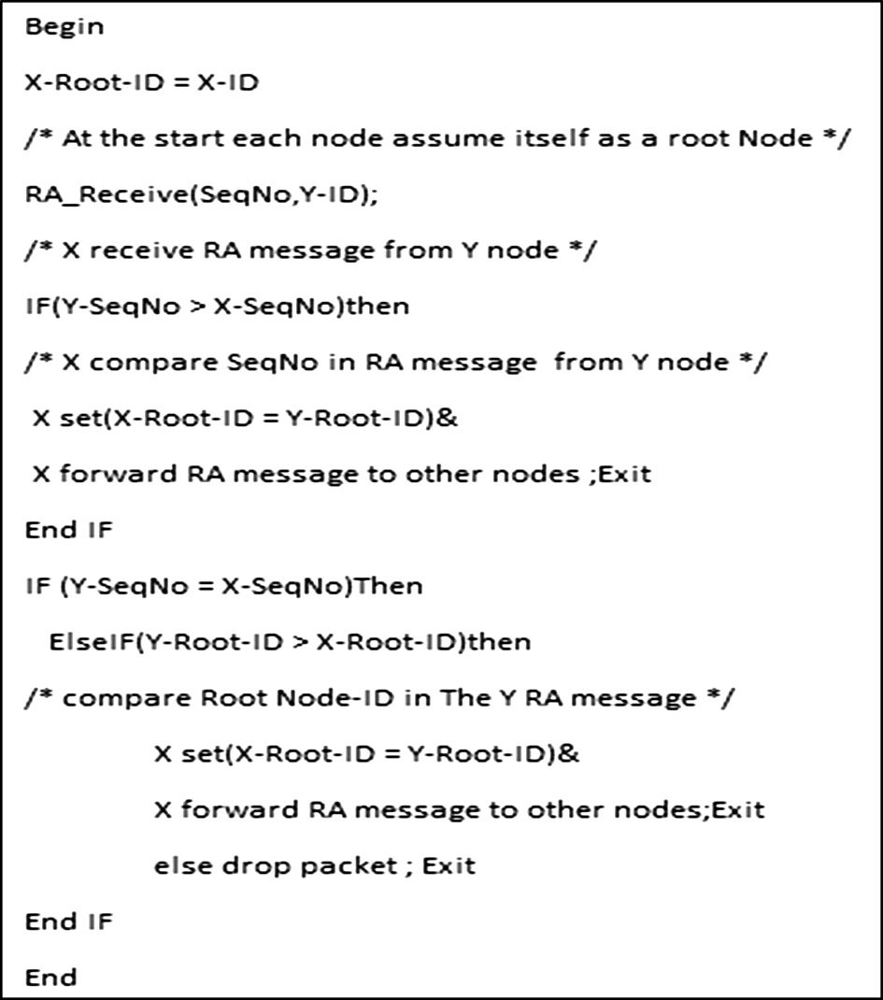 Begin
X-Root-ID = X-ID
/* At the start each node assume itself as a root Node */
RA_Receive(SeqNo,Y-ID);
/* X receive RA message from Y node */
IF(Y-SeqNo > X-SeqNo)then
/* X compare SeqNo in RA message from Y node */
X set(X-Root-ID = Y-Root-ID)&
X forward RA message to other nodes ;Exit
End IF
IF (Y-SeqNo = X-SeqNo)Then
ElseIF(Y-Root-ID > X-Root-ID)then
/* compare Root Node-ID in The Y RA message */
X set(X-Root-ID = Y-Root-ID)&
X forward RA message to other nodes;Exit
else drop packet ; Exit
End IF
End